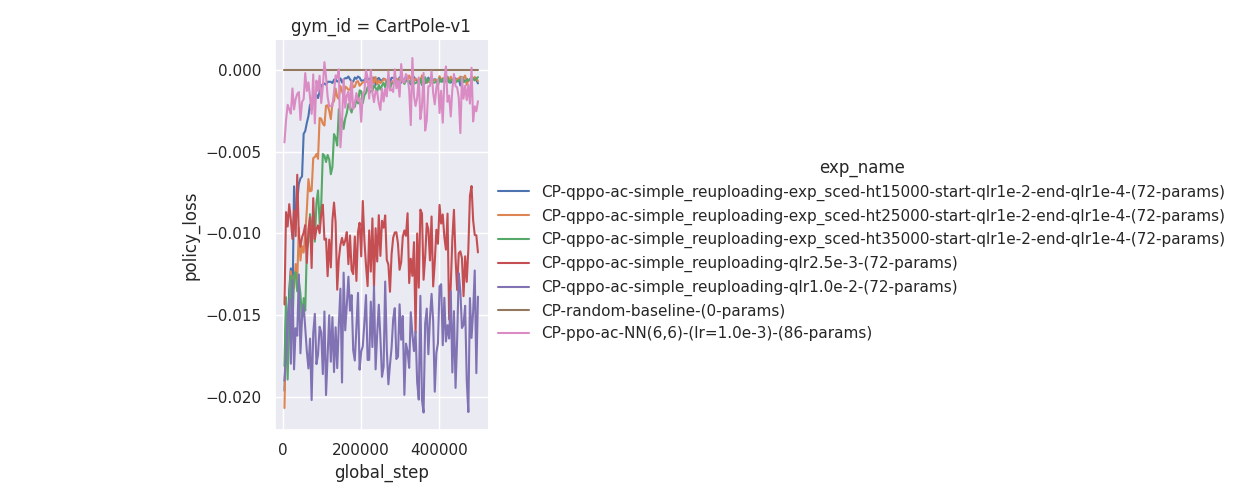 gym_id = CartPole-v1
0.000
−0.005
−0.010
−0.015
−0.020
policy_loss
0
200000
400000
global_step
exp_name
CP-qppo-ac-simple_reuploading-exp_sced-ht15000-start-qlr1e-2-end-qlr1e-4-(72-params)
CP-qppo-ac-simple_reuploading-exp_sced-ht25000-start-qlr1e-2-end-qlr1e-4-(72-params)
CP-qppo-ac-simple_reuploading-exp_sced-ht35000-start-qlr1e-2-end-qlr1e-4-(72-params)
CP-qppo-ac-simple_reuploading-qlr2.5e-3-(72-params)
CP-qppo-ac-simple_reuploading-qlr1.0e-2-(72-params)
CP-random-baseline-(0-params)
CP-ppo-ac-NN(6,6)-(lr=1.0e-3)-(86-params)